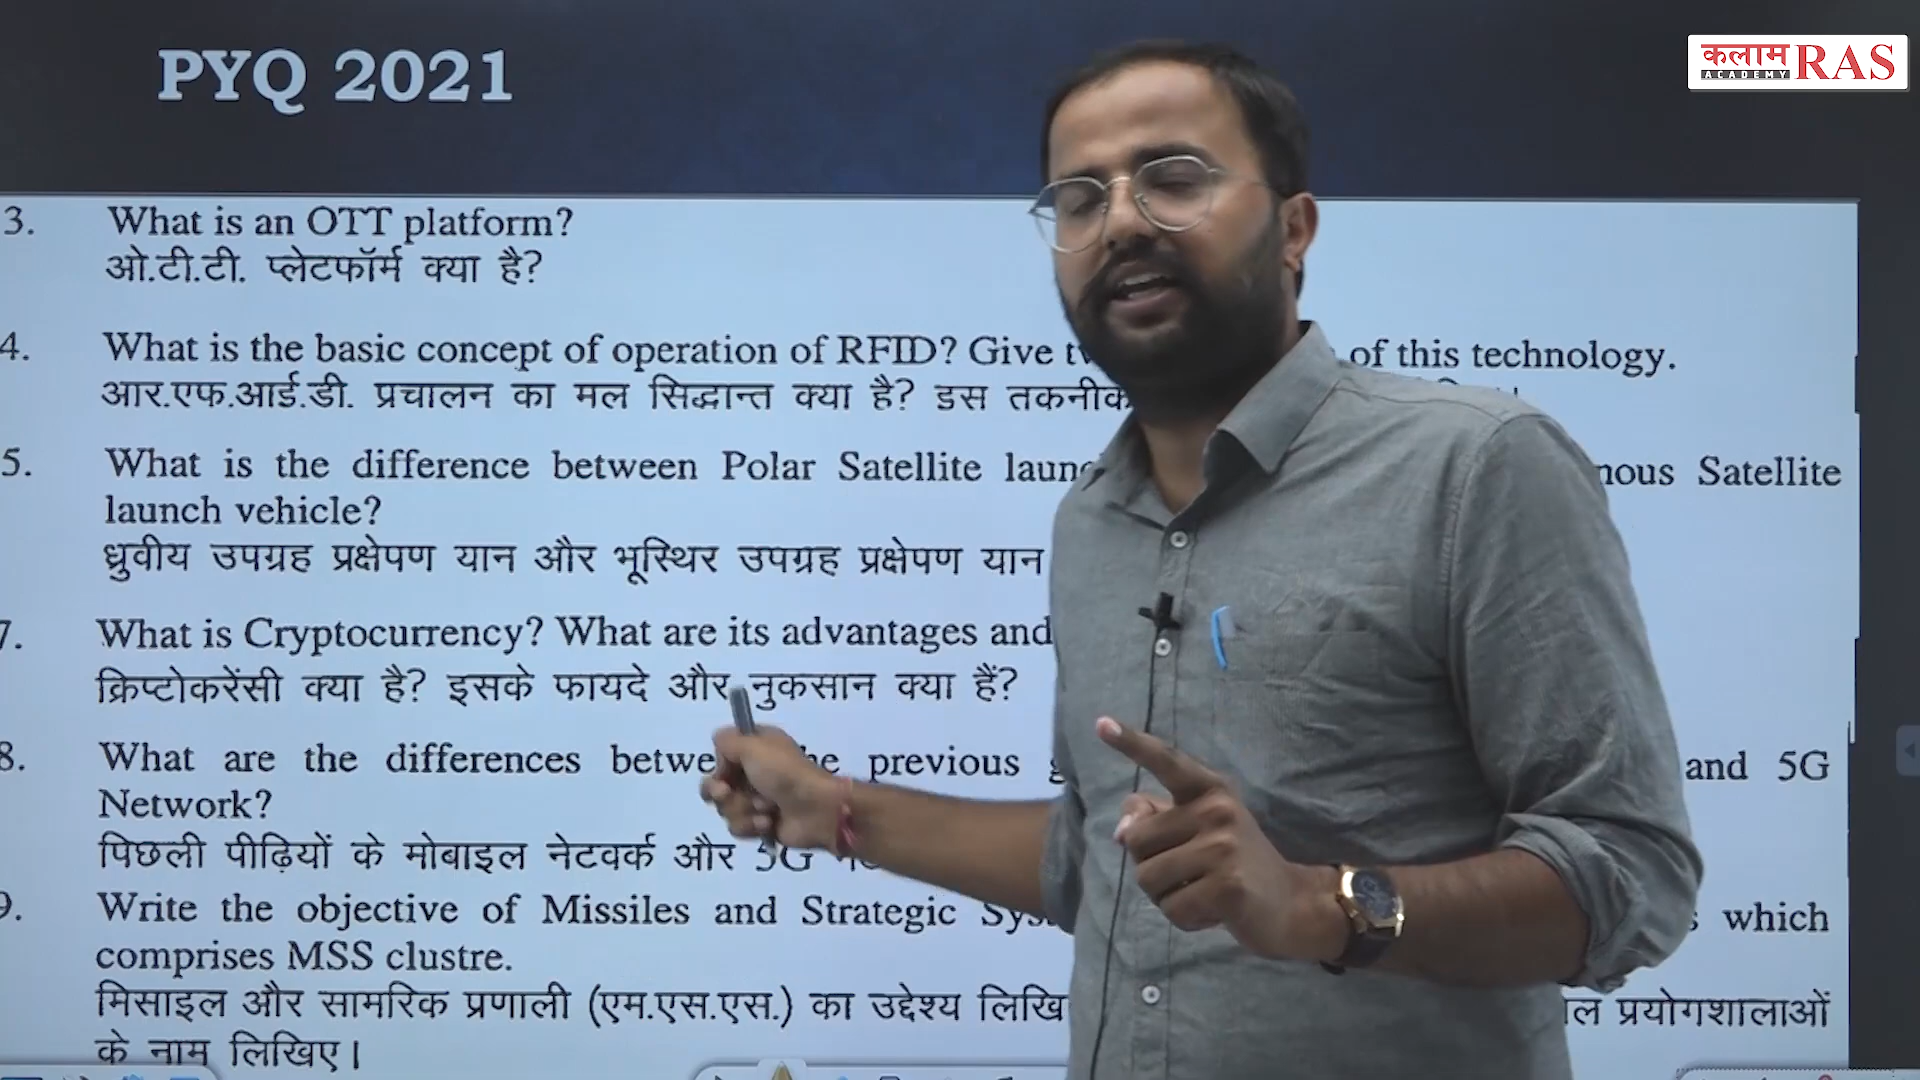 PYQ 2021
कलाम RAS
ACADEMY
3. What is an OTT platform?
ओ.टी.टी. प्लेटफॉर्म क्या है?
4. What is the basic concept of operation of RFID? Give of this technology.
आर.एफ.आई.डी. प्रचालन का मल सिद्धान्त क्या है? इस तकनीक
5. What is the difference between Polar Satellite Satellite
launch vehicle?
ध्रुवीय उपग्रह प्रक्षेपण यान और भूस्थिर उपग्रह प्रक्षेपण यान
7. What is Cryptocurrency? What are its advantages and
क्रिप्टोकरेंसी क्या है? इसके फायदे और नुकसान क्या हैं?
8. What are the differences previous and 5G
Network?
पिछली पीढ़ियों के मोबाइल नेटवर्क और 5G
9. Write the objective of Missiles and Strategic which
comprises MSS clustre.
मिसाइल और सामरिक प्रणाली (एम.एस.एस.) का उद्देश्य प्रयोगशालाओं
के नाम लिखिए।